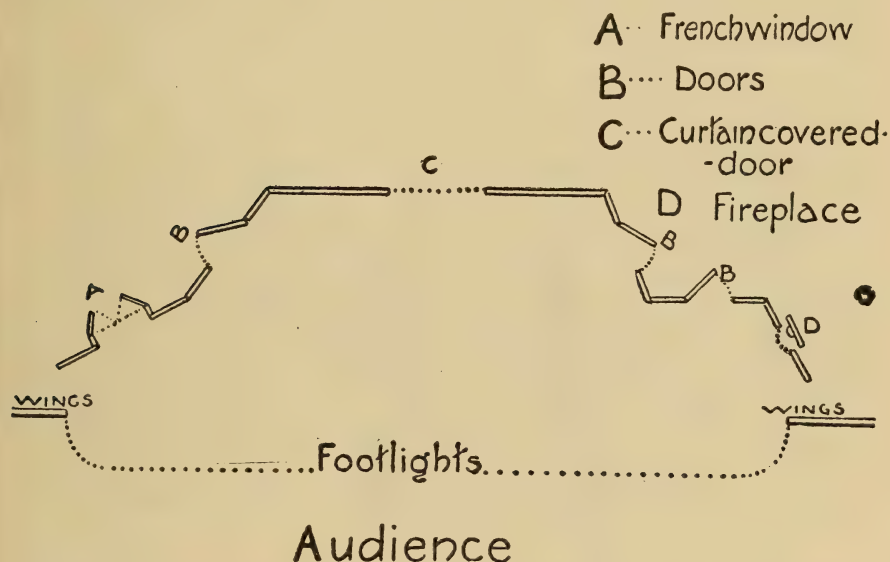 A·· Frenchwindow
B···· Doors
C··· Curtaincovered-
-door
D Fireplace
C
B
B
A
B
D
WINGS
WINGS
Footlights
Audience